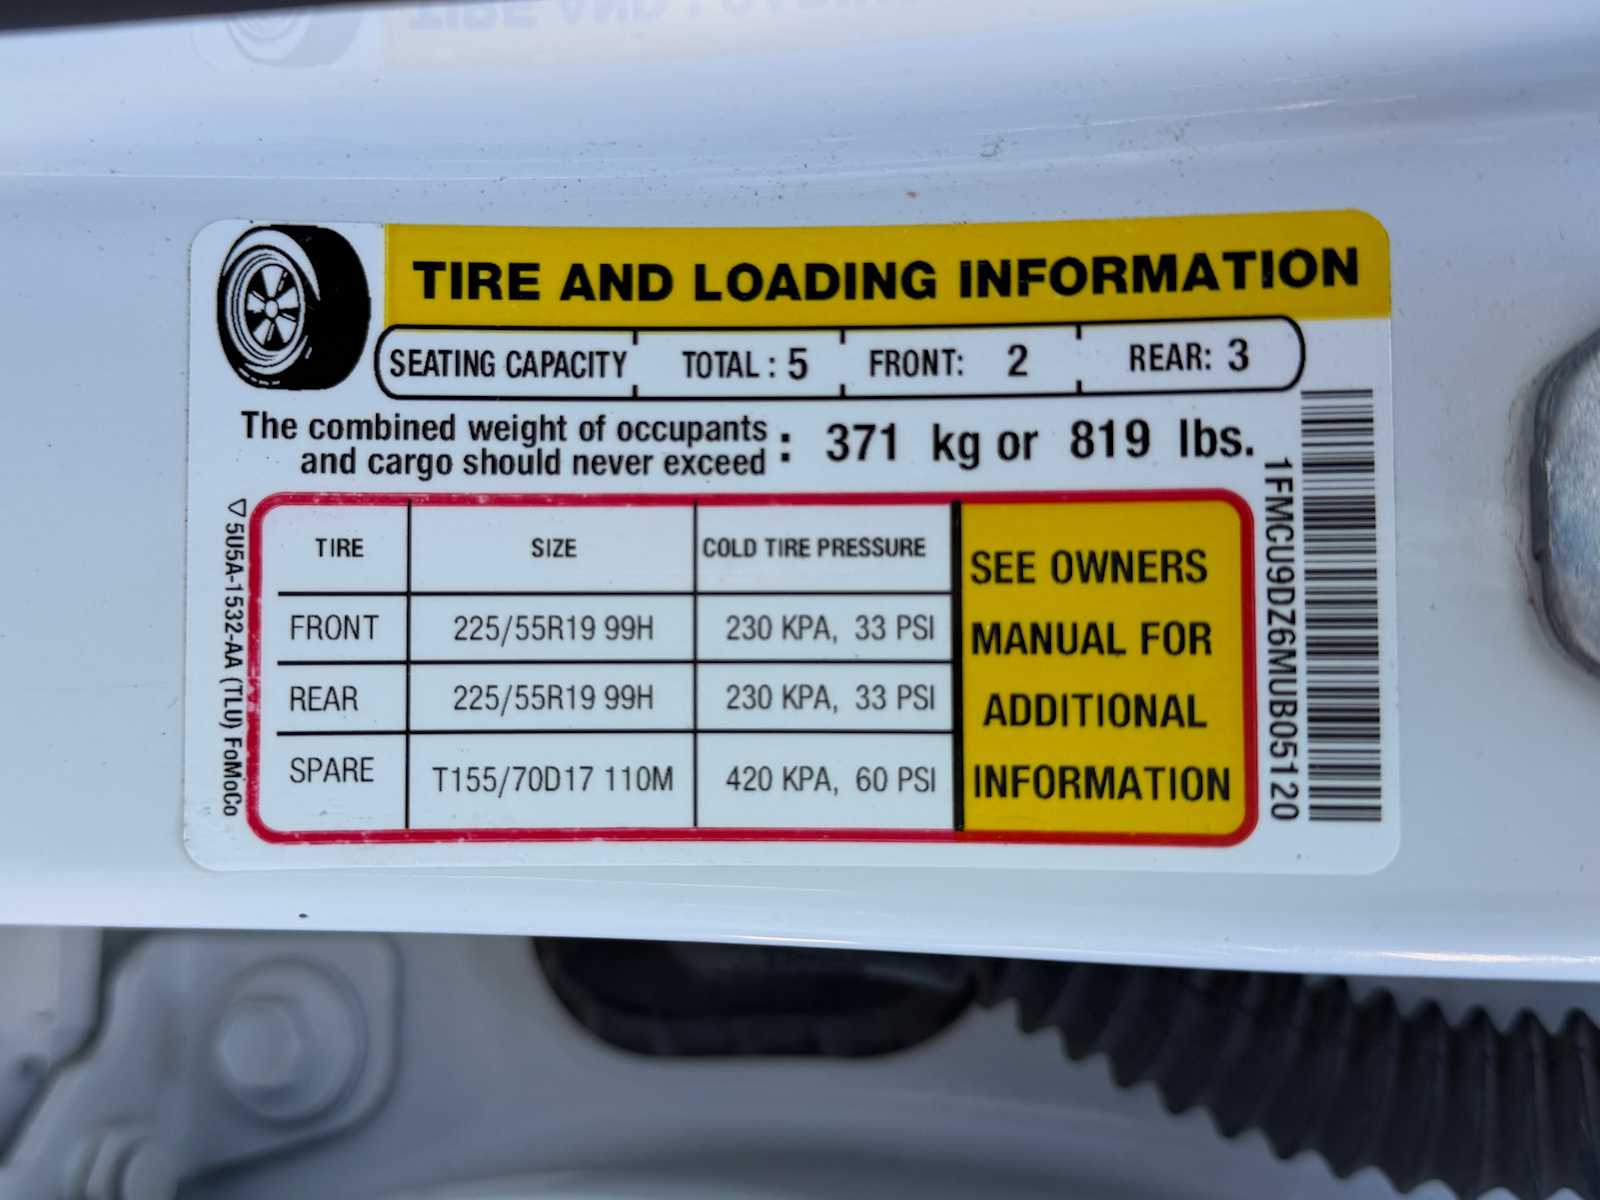 TIRE AND LOADING INFORMATION
SEATING CAPACITY TOTAL : 5 FRONT: 2 REAR: 3
The combined weight of occupants
and cargo should never exceed : 371 kg or 819 lbs.
TIRE SIZE COLD TIRE PRESSURE
FRONT 225/55R19 99H 230 KPA, 33 PSI
REAR 225/55R19 99H 230 KPA, 33 PSI
SPARE T155/70D17 110M 420 KPA, 60 PSI
SEE OWNERS
MANUAL FOR
ADDITIONAL
INFORMATION
5U5A-1532-AA (TLU) FoMoCo
1FMCU9DZ6MUB05120